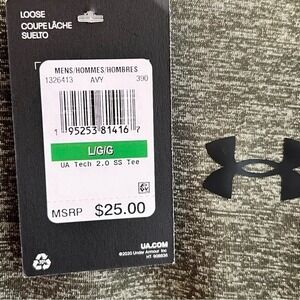 LOOSE
COUPE LÂCHE
SUELTO
MENS/HOMMES/HOMBRES
1326413 AVY 390
1 95253 81416 7
L/G/G
UA Tech 2.0 SS Tee
MSRP $25.00
UA.COM
©2020 Under Armour, Inc.